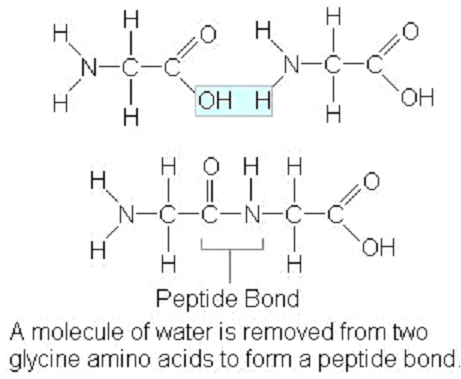 H H O H H O
N C C N C C
H H OH H H OH
H H O H H O
N C C N C C
H H H OH
Peptide Bond
A molecule of water is removed from two
glycine amino acids to form a peptide bond.